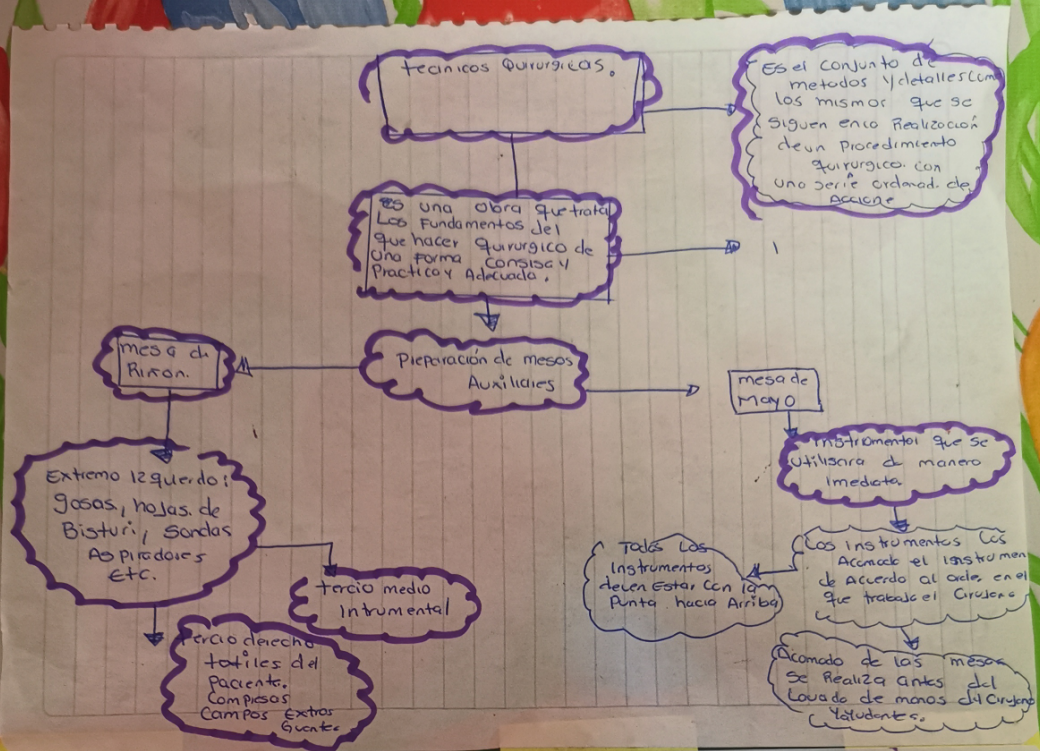 Tecnicos Quirurgicas.
Es el conjunto de
metodos y detalles com
los mismos que se
siguen en la Realización
de un Procedimiento
quirurgico. con
una serie ordenad. de
Accione
Es una obra que trata
Los Fundamentos del
que hacer quirurgico de
una forma Consisa y
Practica y Adecuada.
Preparación de mesas
Auxiliares
mesa de
Riñon.
mesa de
Mayo
Instrumental que se
utilisara d manera
Imediata.
Extremo Izquerdo:
gasas, hojas. de
Bisturi, Sondas
Aspiradores
Etc.
Tercio medio
Intrumental
Tercio derecho
textiles del
Paciente.
Compresas
Campos Extras
Guantes
Los instrumentos Los
Acomoda el instrumen
de Acuerdo al orden en el
que trabaja el Cirujano
Todos Los
Instrumentos
deven Estar con la
Punta hacia Arriba
Acomodo de las mesas
Se Realiza antes del
Lavado de manos del Cirujano
y Ayudantes.